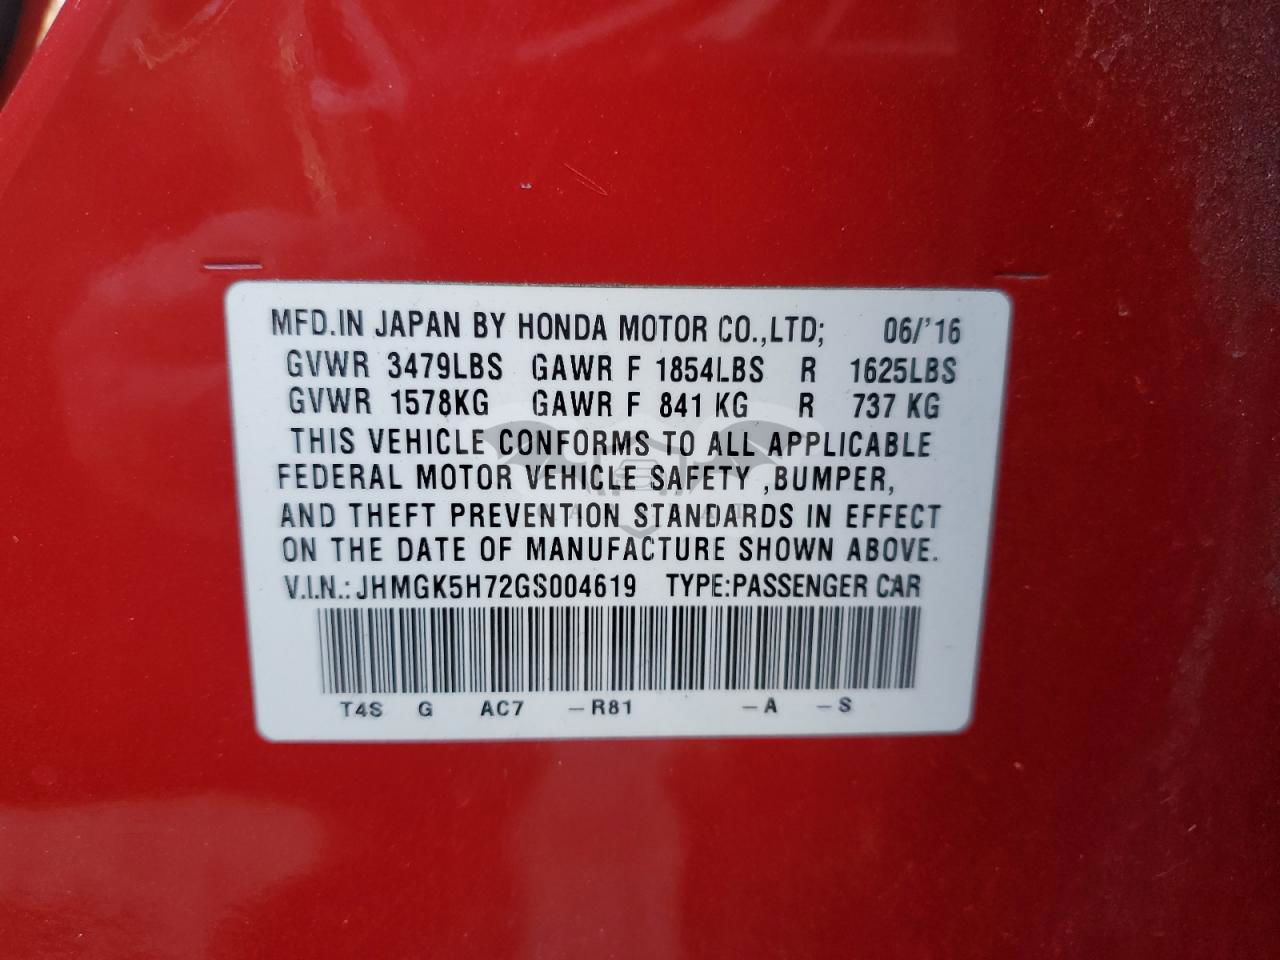 MFD.IN JAPAN BY HONDA MOTOR CO.,LTD; 06/'16
GVWR 3479LBS GAWR F 1854LBS R 1625LBS
GVWR 1578KG GAWR F 841 KG R 737 KG
THIS VEHICLE CONFORMS TO ALL APPLICABLE
FEDERAL MOTOR VEHICLE SAFETY ,BUMPER,
AND THEFT PREVENTION STANDARDS IN EFFECT
ON THE DATE OF MANUFACTURE SHOWN ABOVE.
V.I.N.: JHMGK5H72GS004619 TYPE:PASSENGER CAR
T4S G AC7 –R81 –A –S